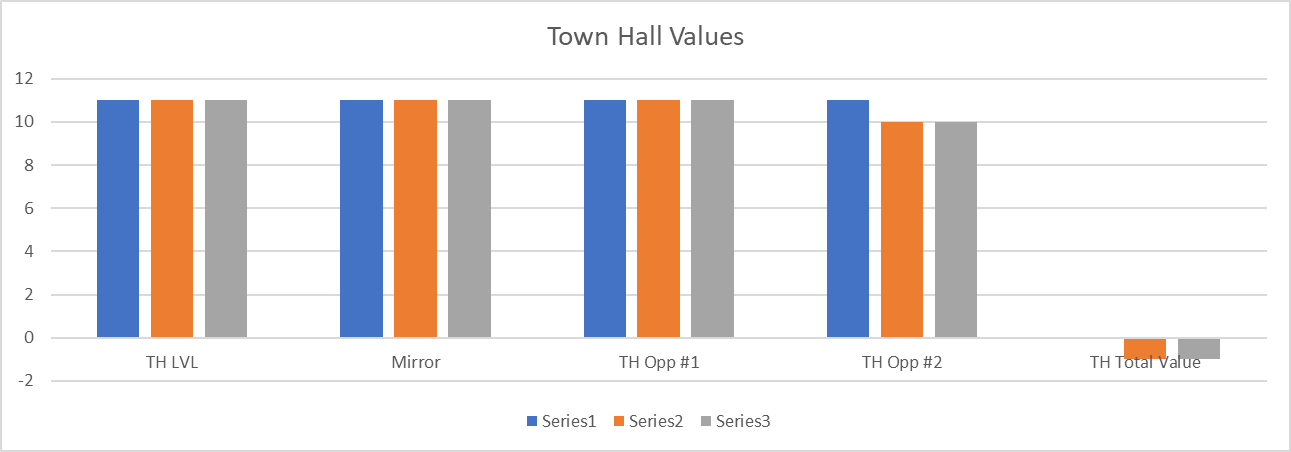 Town Hall Values
12
10
8
6
4
2
0
-2
TH LVL Mirror TH Opp #1 TH Opp #2 TH Total Value
Series1 Series2 Series3